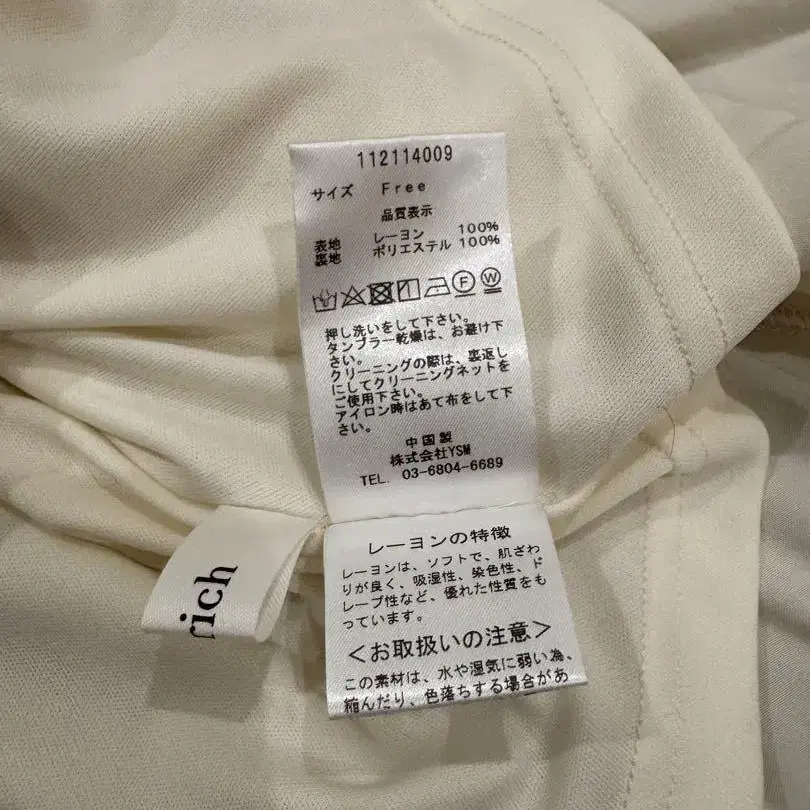 112114009
サイズ Free
品質表示
表地 レーヨン 100%
裏地 ポリエステル 100%
F W
押し洗いをして下さい。
タンブラー乾燥は、お避け下
さい。
クリーニングの際は、裏返し
にしてクリーニングネットを
ご使用下さい。
アイロン時はあて布をして下
さい。
中国製
株式会社YSM
TEL. 03-6804-6689
rich
レーヨンの特徴
レーヨンは、ソフトで、肌ざわ
りが良く、吸湿性、染色性、ド
レープ性など、優れた性質をも
っています。
＜お取扱いの注意＞
この素材は、水や湿気に弱い為、
縮んだり、色落ちする場合があ